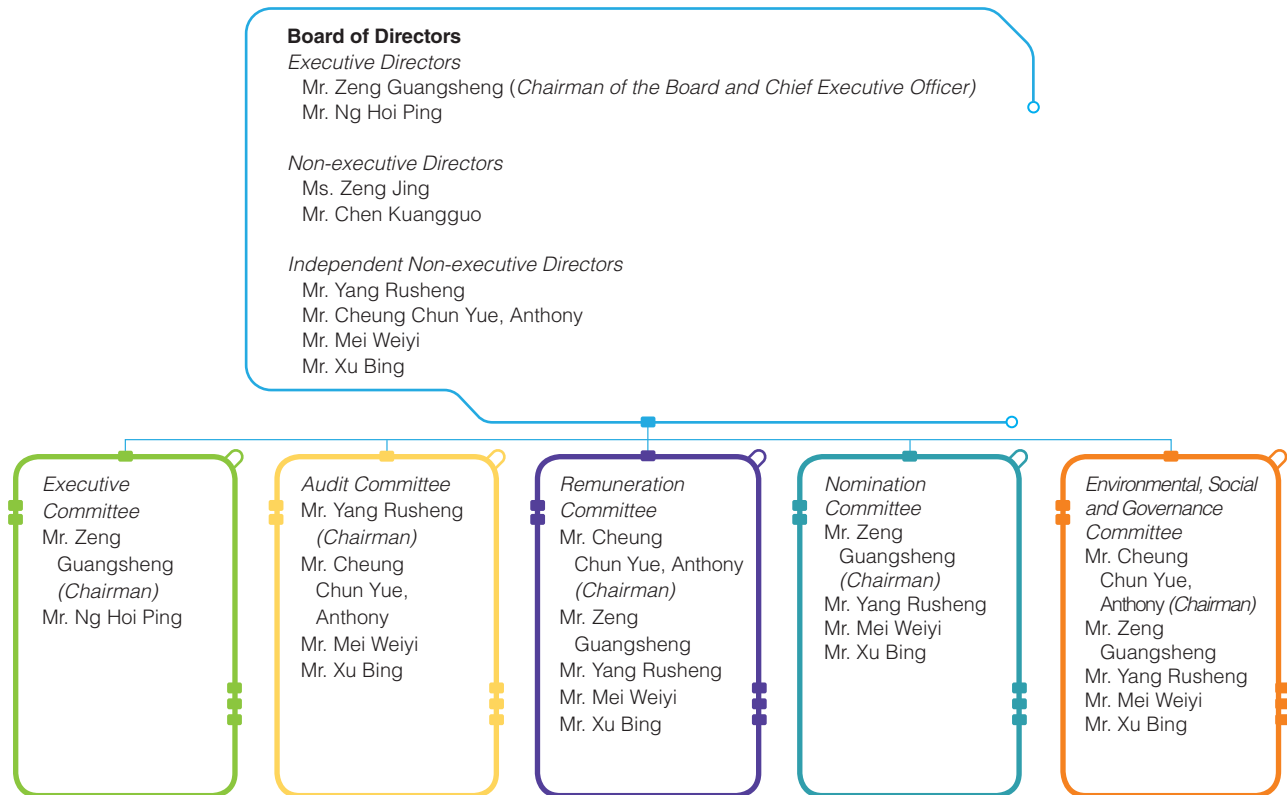 Board of Directors
Executive Directors
Mr. Zeng Guangsheng (Chairman of the Board and Chief Executive Officer)
Mr. Ng Hoi Ping
Non-executive Directors
Ms. Zeng Jing
Mr. Chen Kuangguo
Independent Non-executive Directors
Mr. Yang Rusheng
Mr. Cheung Chun Yue, Anthony
Mr. Mei Weiyi
Mr. Xu Bing
Executive
Committee
Mr. Zeng
Guangsheng
(Chairman)
Mr. Ng Hoi Ping
Audit Committee
Mr. Yang Rusheng
(Chairman)
Mr. Cheung
Chun Yue,
Anthony
Mr. Mei Weiyi
Mr. Xu Bing
Remuneration
Committee
Mr. Cheung
Chun Yue, Anthony
(Chairman)
Mr. Zeng
Guangsheng
Mr. Yang Rusheng
Mr. Mei Weiyi
Mr. Xu Bing
Nomination
Committee
Mr. Zeng
Guangsheng
(Chairman)
Mr. Yang Rusheng
Mr. Mei Weiyi
Mr. Xu Bing
Environmental, Social
and Governance
Committee
Mr. Cheung
Chun Yue,
Anthony (Chairman)
Mr. Zeng
Guangsheng
Mr. Yang Rusheng
Mr. Mei Weiyi
Mr. Xu Bing